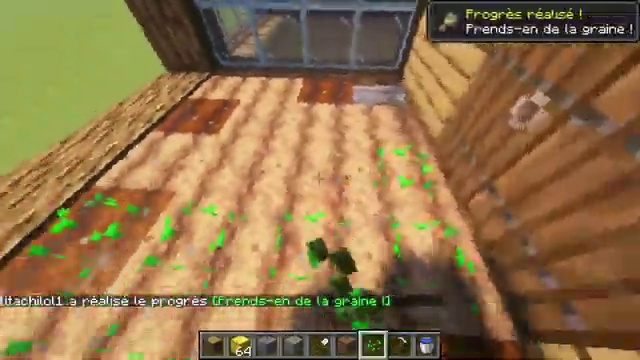 Progrès réalisé !
Prends-en de la graine !
Itachilol1 a réalisé le progrès [Prends-en de la graine !]
64